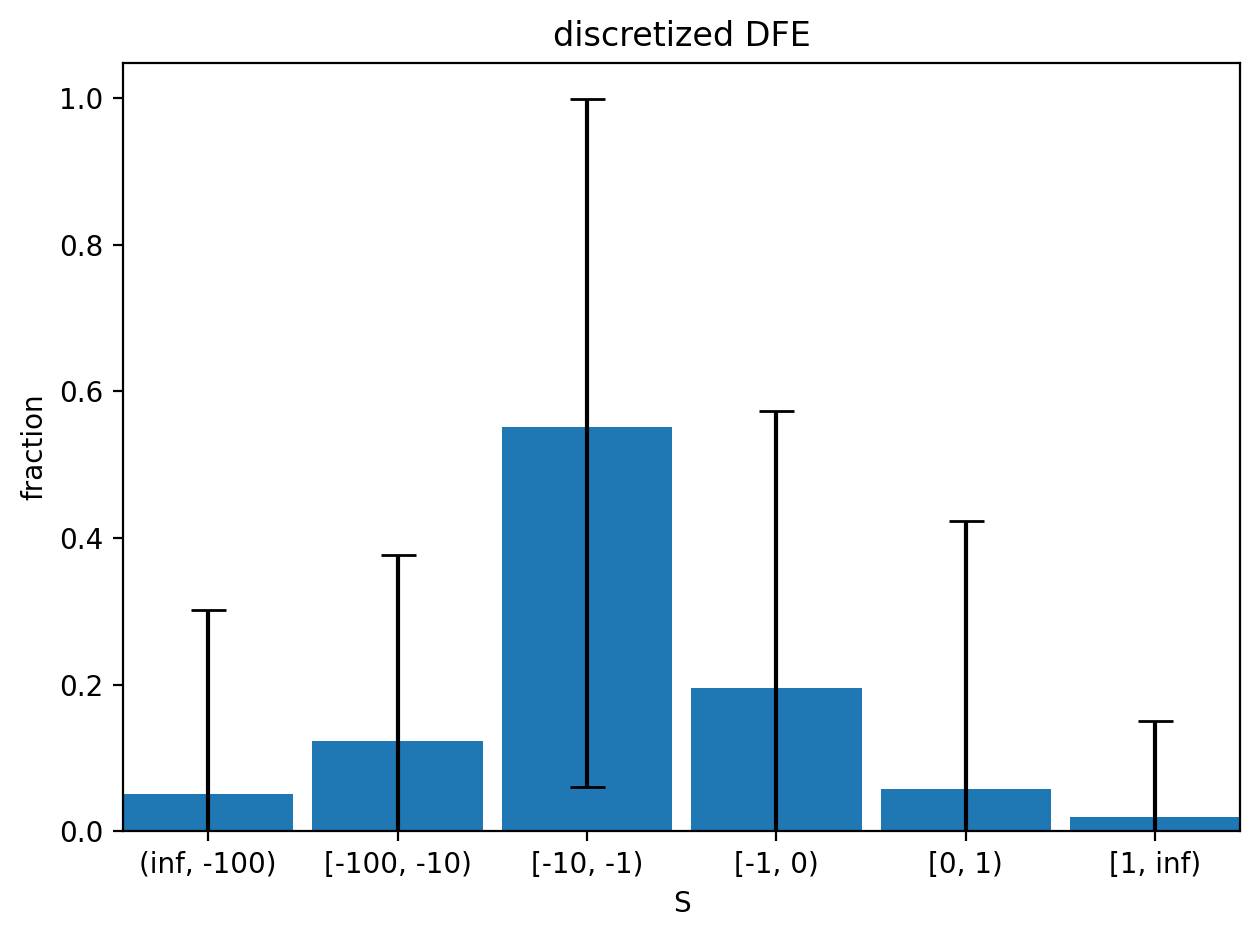 discretized DFE
1.0
0.8
0.6
0.4
0.2
0.0
fraction
(inf, -100)
[-100, -10)
[-10, -1)
[-1, 0)
[0, 1)
[1, inf)
S